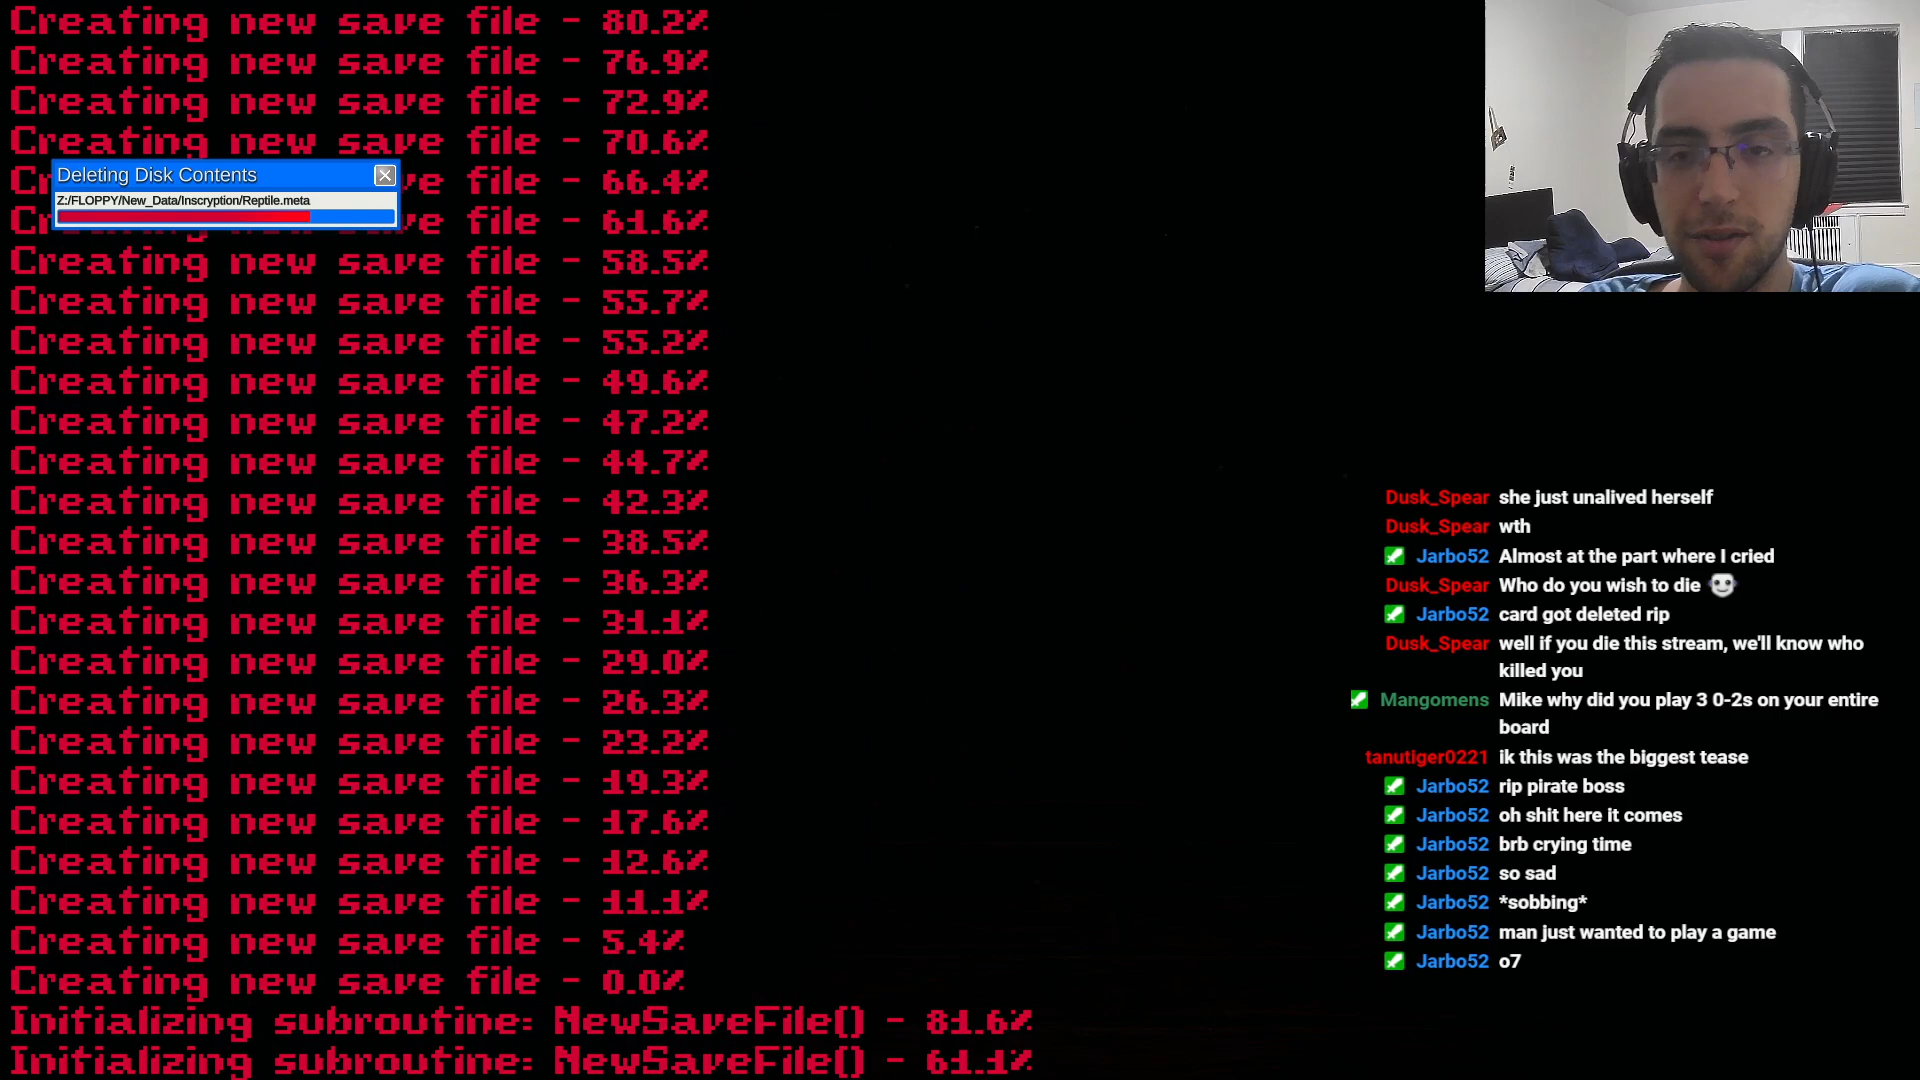 Creating new save file - 80.2%
Creating new save file - 76.9%
Creating new save file - 72.9%
Creating new save file - 70.6%
Deleting Disk Contents
Z:/FLOPPY/New_Data/Inscryption/Reptile.meta
Cr ve file - 66.4%
ve file - 61.6%
Creating new save file - 58.5%
Creating new save file - 55.7%
Creating new save file - 55.2%
Creating new save file - 49.6%
Creating new save file - 47.2%
Creating new save file - 44.7%
Creating new save file - 42.3%
Creating new save file - 38.5%
Creating new save file - 36.3%
Creating new save file - 31.1%
Creating new save file - 29.0%
Creating new save file - 26.3%
Creating new save file - 23.2%
Creating new save file - 19.3%
Creating new save file - 17.6%
Creating new save file - 12.6%
Creating new save file - 11.1%
Creating new save file - 5.4%
Creating new save file - 0.0%
Initializing subroutine: NewSaveFile() - 81.6%
Initializing subroutine: NewSaveFile() - 61.1%
Dusk_Spear she just unalived herself
Dusk_Spear wth
Jarbo52 Almost at the part where I cried
Dusk_Spear Who do you wish to die
Jarbo52 card got deleted rip
Dusk_Spear well if you die this stream, we'll know who
killed you
Mangomens Mike why did you play 3 0-2s on your entire
board
tanutiger0221 ik this was the biggest tease
Jarbo52 rip pirate boss
Jarbo52 oh shit here it comes
Jarbo52 brb crying time
Jarbo52 so sad
Jarbo52 *sobbing*
Jarbo52 man just wanted to play a game
Jarbo52 o7